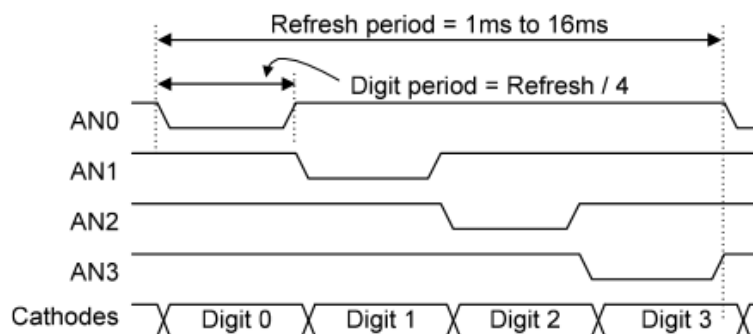 Refresh period = 1ms to 16ms
Digit period = Refresh / 4
AN0
AN1
AN2
AN3
Cathodes Digit 0 Digit 1 Digit 2 Digit 3